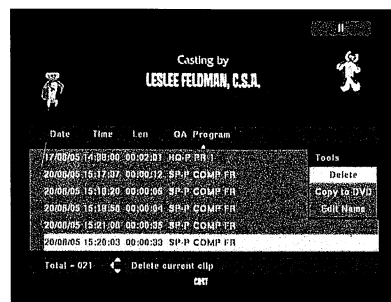 Casting by
LESLEE FELDMAN, C.S.A.
Date Time Len QA Program
17/08/05 14:00:00 00:02:01 HQ-P PR 1
20/08/05 15:17:07 00:00:12 SP-P COMP FR
20/08/05 15:19:20 00:00:06 SP-P COMP FR
20/08/05 15:19:50 00:00:04 SP-P COMP FR
20/08/05 15:21:00 00:00:35 SP-P COMP FR
20/08/05 15:20:03 00:00:33 SP-P COMP FR
Tools
Delete
Copy to DVD
Edit Name
Total - 021 Delete current clip